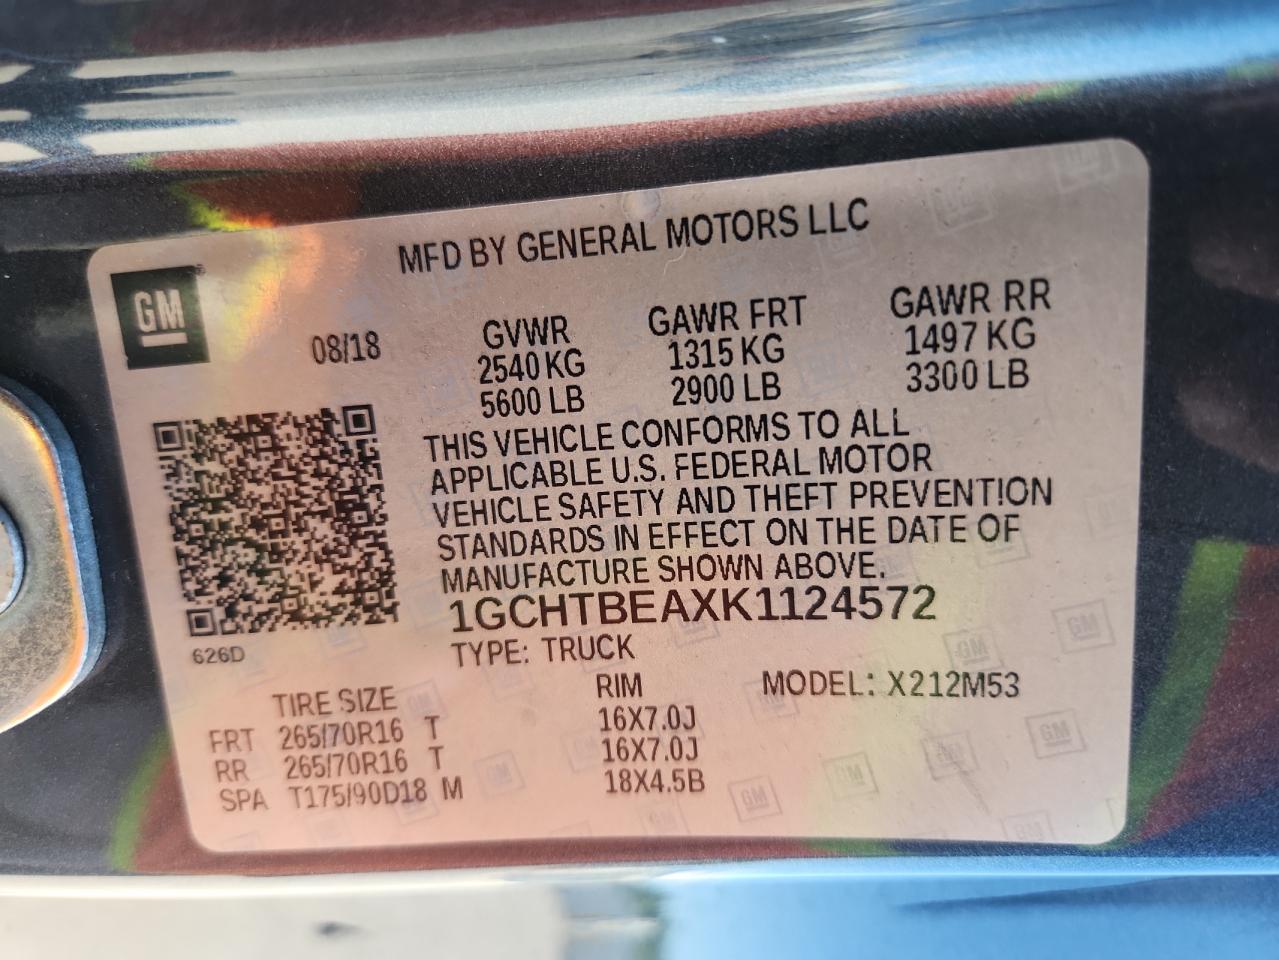 MFD BY GENERAL MOTORS LLC
GM
08/18
GVWR GAWR FRT GAWR RR
2540 KG 1315 KG 1497 KG
5600 LB 2900 LB 3300 LB
THIS VEHICLE CONFORMS TO ALL
APPLICABLE U.S. FEDERAL MOTOR
VEHICLE SAFETY AND THEFT PREVENTION
STANDARDS IN EFFECT ON THE DATE OF
MANUFACTURE SHOWN ABOVE.
1GCHTBEAXK1124572
626D
TYPE: TRUCK
TIRE SIZE RIM MODEL: X212M53
FRT 265/70R16 T 16X7.0J
RR 265/70R16 T 16X7.0J
SPA T175/90D18 M 18X4.5B